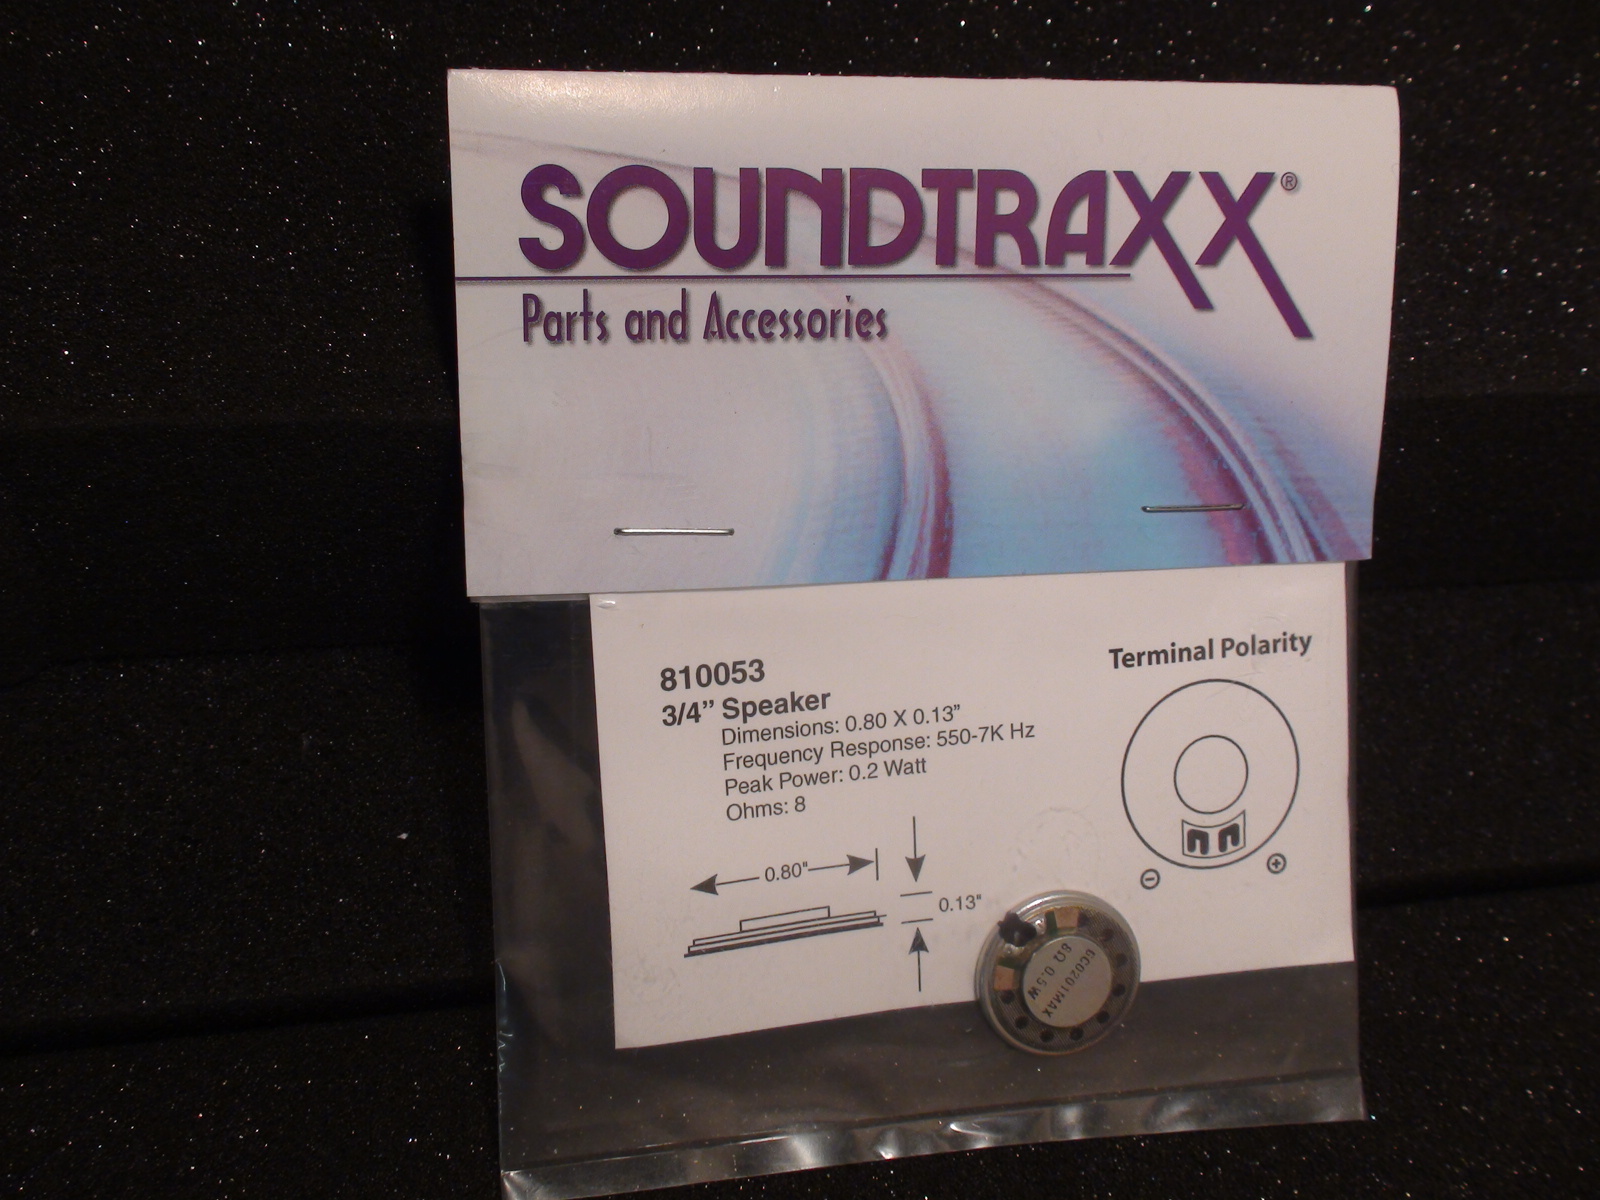 SOUNDTRAXX®
Parts and Accessories
810053
3/4” Speaker
Dimensions: 0.80 X 0.13”
Frequency Response: 550-7K Hz
Peak Power: 0.2 Watt
Ohms: 8
Terminal Polarity
0.80"
0.13"
8Ω 0.5W
UC0201MAX